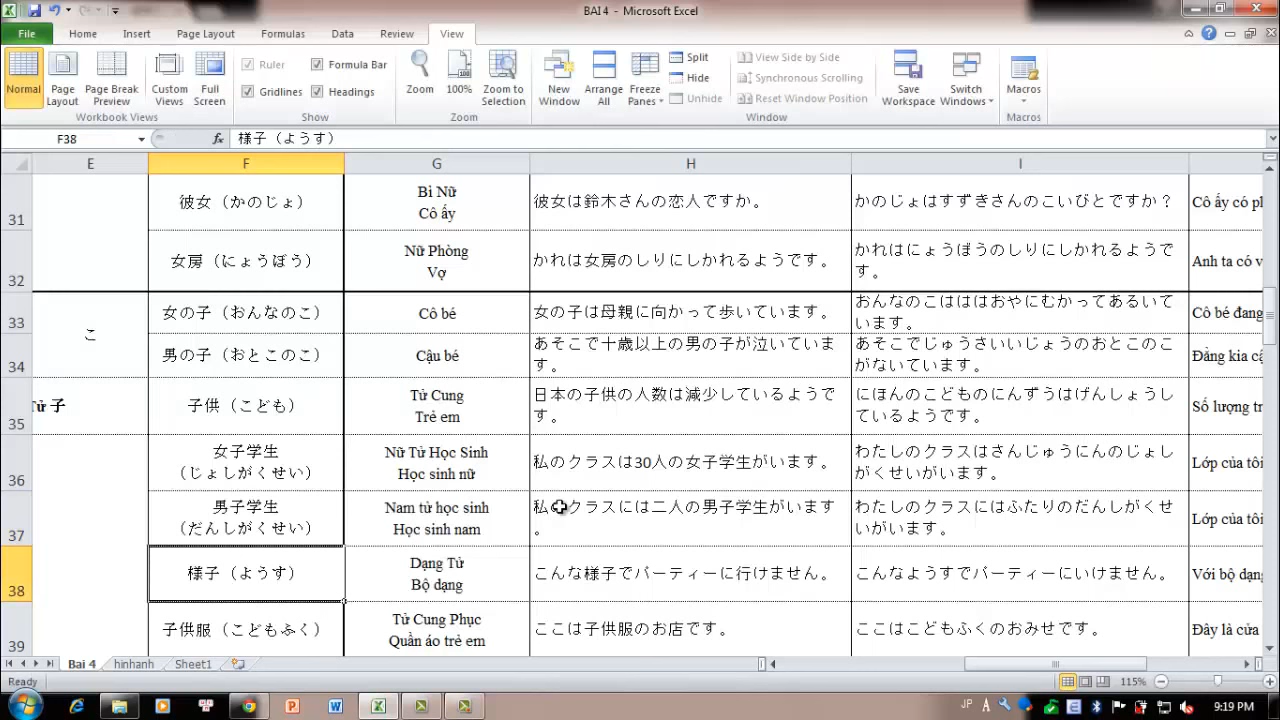 BAI 4 - Microsoft Excel
File Home Insert Page Layout Formulas Data Review View
Normal
Page Layout
Page Break Preview
Custom Views
Full Screen
Workbook Views
Ruler
Formula Bar
Gridlines
Headings
Show
Zoom
100%
Zoom to Selection
Zoom
New Window
Arrange All
Freeze Panes
Split
Hide
Unhide
View Side by Side
Synchronous Scrolling
Reset Window Position
Window
Save Workspace
Switch Windows
Macros
Macros
F38 fx 様子（ようす）
E F G H I
31
彼女（かのじょ）
Bỉ Nữ
Cô ấy
彼女は鈴木さんの恋人ですか。
かのじょはすずきさんのこいびとですか？
Cô ấy có ph
32
女房（にょうぼう）
Nữ Phòng
Vợ
かれは女房のしりにしかれるようです。
かれはにょうぼうのしりにしかれるようで
す。
Anh ta có v
こ
33
女の子（おんなのこ）
Cô bé
女の子は母親に向かって歩いています。
おんなのこはははおやにむかってあるいて
います。
Cô bé đang
34
男の子（おとこのこ）
Cậu bé
あそこで十歳以上の男の子が泣いていま
す。
あそこでじゅうさいいじょうのおとこのこ
がないています。
Đằng kia cậ
35
Tử 子
子供（こども）
Tử Cung
Trẻ em
日本の子供の人数は減少しているようで
す。
にほんのこどものにんずうはげんしょうし
ているようです。
Số lượng tr
36
女子学生
（じょしがくせい）
Nữ Tử Học Sinh
Học sinh nữ
私のクラスは30人の女子学生がいます。
わたしのクラスはさんじゅうにんのじょし
がくせいがいます。
Lớp của tôi
37
男子学生
（だんしがくせい）
Nam tử học sinh
Học sinh nam
私のクラスには二人の男子学生がいます
。
わたしのクラスにはふたりのだんしがくせ
いがいます。
Lớp của tôi
38
様子（ようす）
Dạng Tử
Bộ dạng
こんな様子でパーティーに行けません。
こんなようすでパーティーにいけません。
Với bộ dạng
39
子供服（こどもふく）
Tử Cung Phục
Quần áo trẻ em
ここは子供服のお店です。
ここはこどもふくのおみせです。
Đây là cửa
Bai 4 hinhanh Sheet1
Ready
115%
JP
9:19 PM